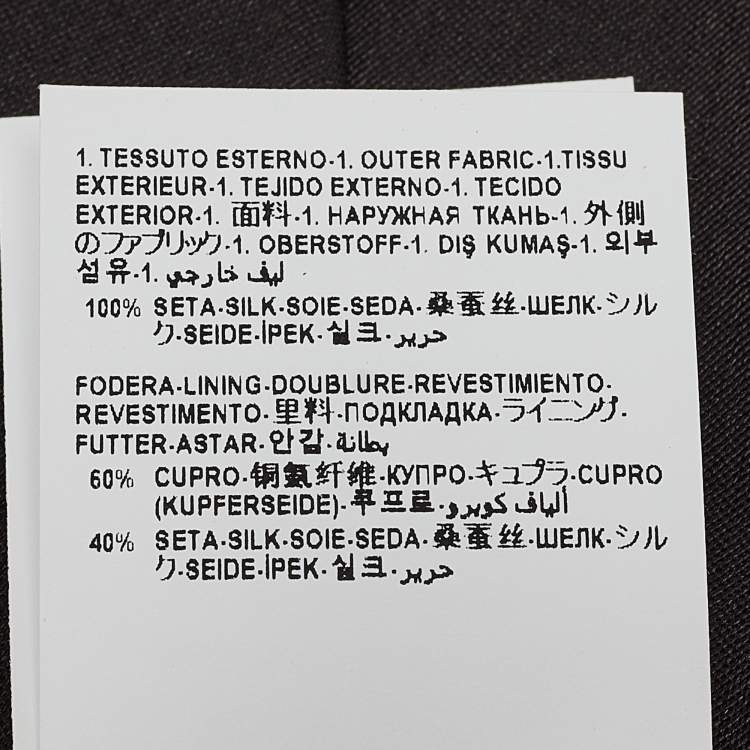 1. TESSUTO ESTERNO-1. OUTER FABRIC-1.TISSU
EXTERIEUR-1. TEJIDO EXTERNO-1. TECIDO
EXTERIOR-1. 面料-1. НАРУЖНАЯ ТКАНЬ-1. 外側
のファブリック-1. OBERSTOFF-1. DIŞ KUMAŞ-1. 외부
섬유-1. ليف خارجي
100% SETA-SILK-SOIE-SEDA-桑蚕丝-ШЕЛК-シル
ク-SEIDE-İPEK-실크-حرير
FODERA-LINING-DOUBLURE-REVESTIMIENTO-
REVESTIMENTO-里料-ПОДКЛАДКА-ライニング-
FUTTER-ASTAR-안감-بطانة
60% CUPRO-铜氨纤维-КУПРО-キュプラ-CUPRO
(KUPFERSEIDE)-쿠프로-ألياف كوبرو
40% SETA-SILK-SOIE-SEDA-桑蚕丝-ШЕЛК-シル
ク-SEIDE-İPEK-실크-حرير